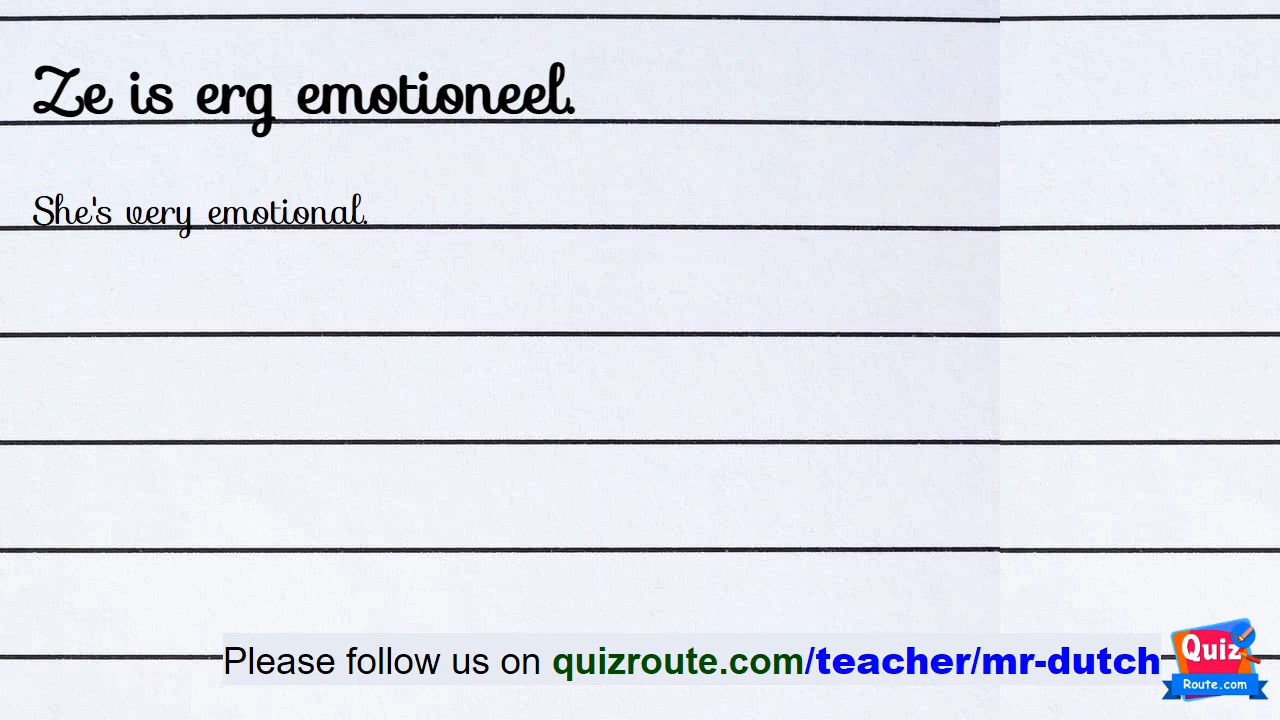 Ze is erg emotioneel.
She's very emotional.
Please follow us on quizroute.com/teacher/mr-dutch
Quiz
Route.com